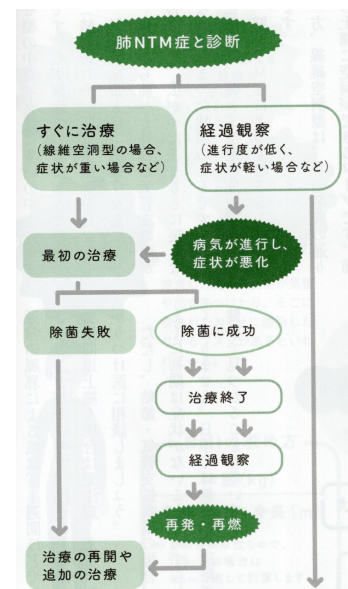 肺NTM症と診断
すぐに治療
（線維空洞型の場合、
症状が重い場合など）
経過観察
（進行度が低く、
症状が軽い場合など）
最初の治療
病気が進行し、
症状が悪化
除菌失敗
除菌に成功
治療終了
経過観察
再発・再燃
治療の再開や
追加の治療